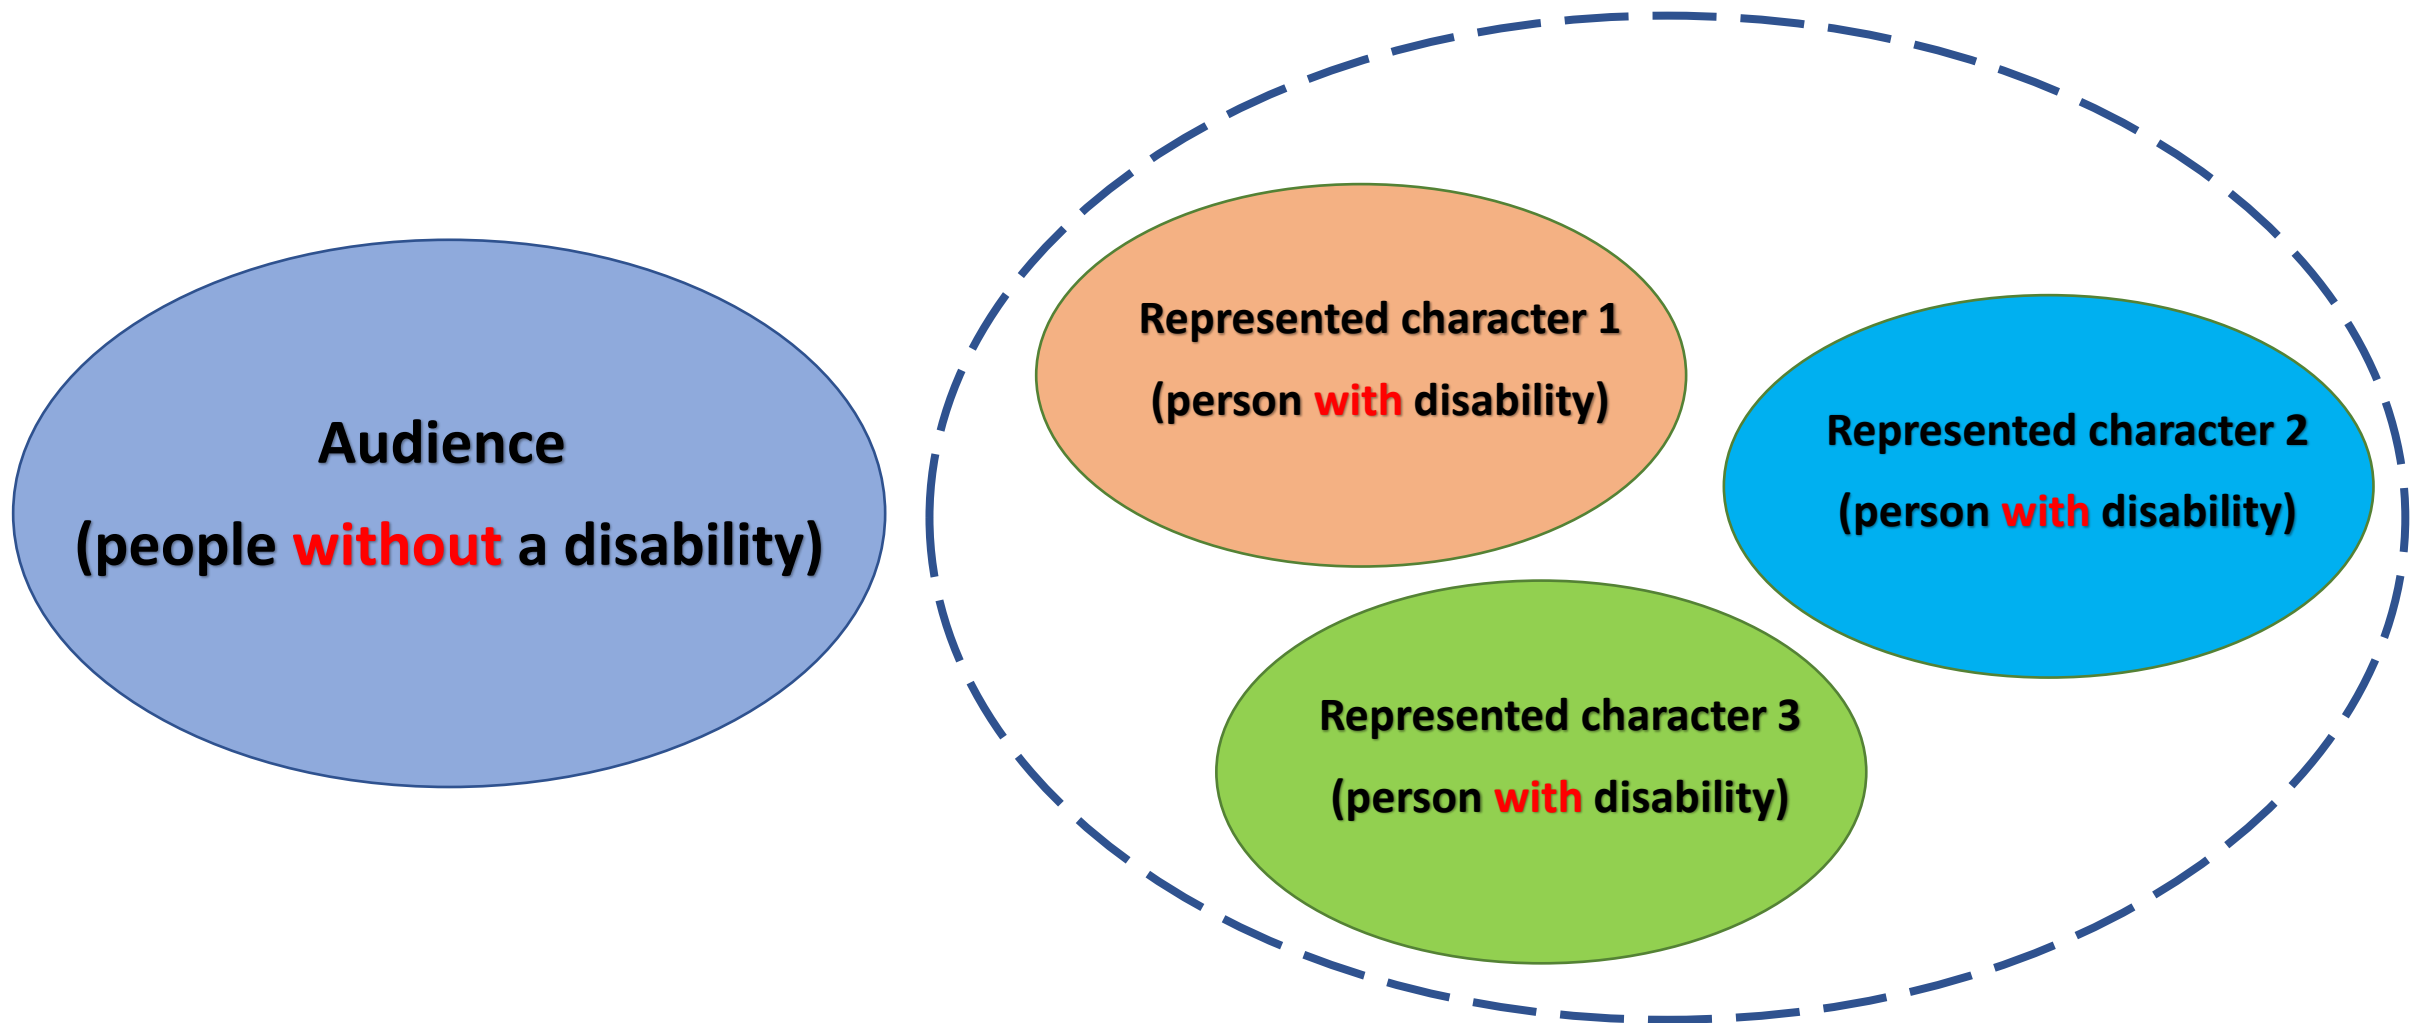 Audience
(people without a disability)
Represented character 1
(person with disability)
Represented character 2
(person with disability)
Represented character 3
(person with disability)